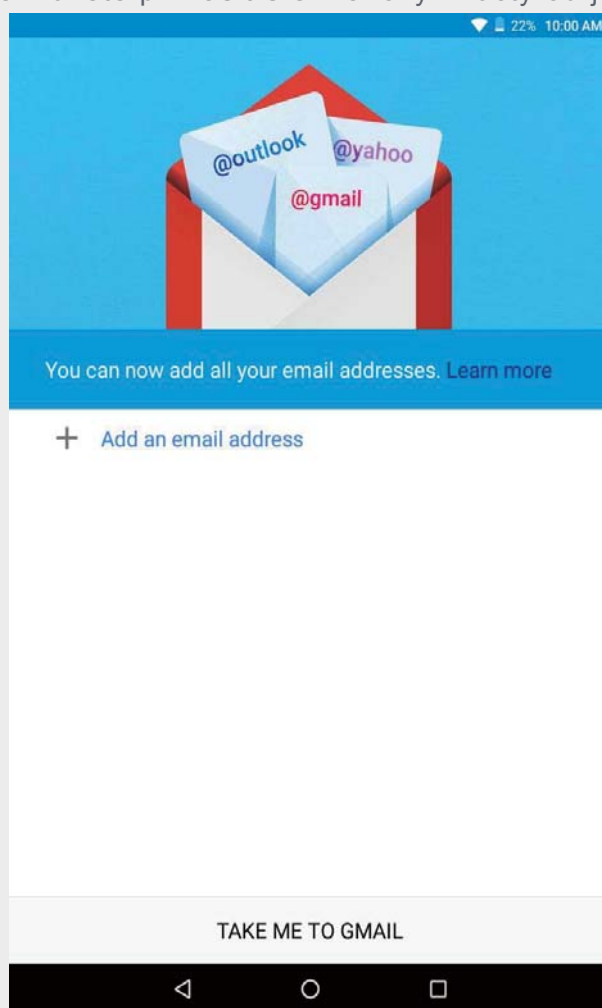 22% 10:00 AM
@outlook
@yahoo
@gmail
You can now add all your email addresses. Learn more
+ Add an email address
TAKE ME TO GMAIL